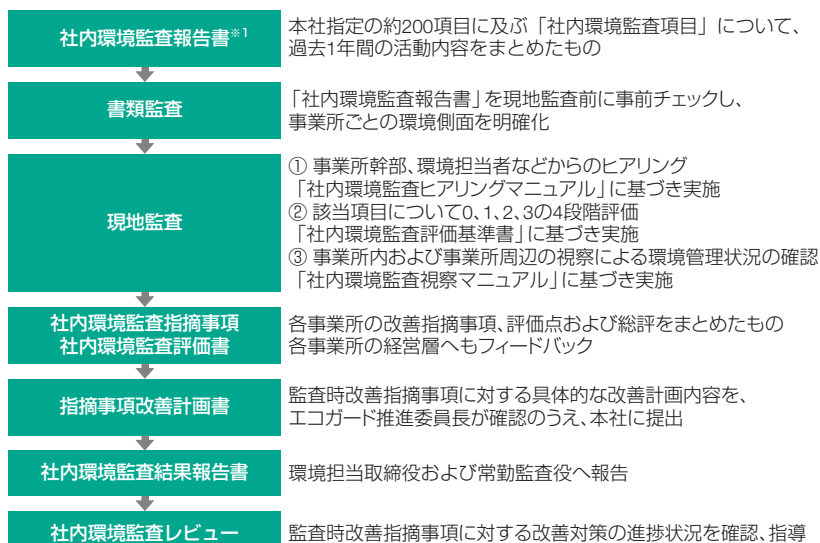 社内環境監査報告書※1
本社指定の約200項目に及ぶ「社内環境監査項目」について、
過去1年間の活動内容をまとめたもの
書類監査
「社内環境監査報告書」を現地監査前に事前チェックし、
事業所ごとの環境側面を明確化
現地監査
① 事業所幹部、環境担当者などからのヒアリング
「社内環境監査ヒアリングマニュアル」に基づき実施
② 該当項目について0、1、2、3の4段階評価
「社内環境監査評価基準書」に基づき実施
③ 事業所内および事業所周辺の視察による環境管理状況の確認
「社内環境監査視察マニュアル」に基づき実施
社内環境監査指摘事項
社内環境監査評価書
各事業所の改善指摘事項、評価点および総評をまとめたもの
各事業所の経営層へもフィードバック
指摘事項改善計画書
監査時改善指摘事項に対する具体的な改善計画内容を、
エコガード推進委員長が確認のうえ、本社に提出
社内環境監査結果報告書
環境担当取締役および常勤監査役へ報告
社内環境監査レビュー
監査時改善指摘事項に対する改善対策の進捗状況を確認、指導